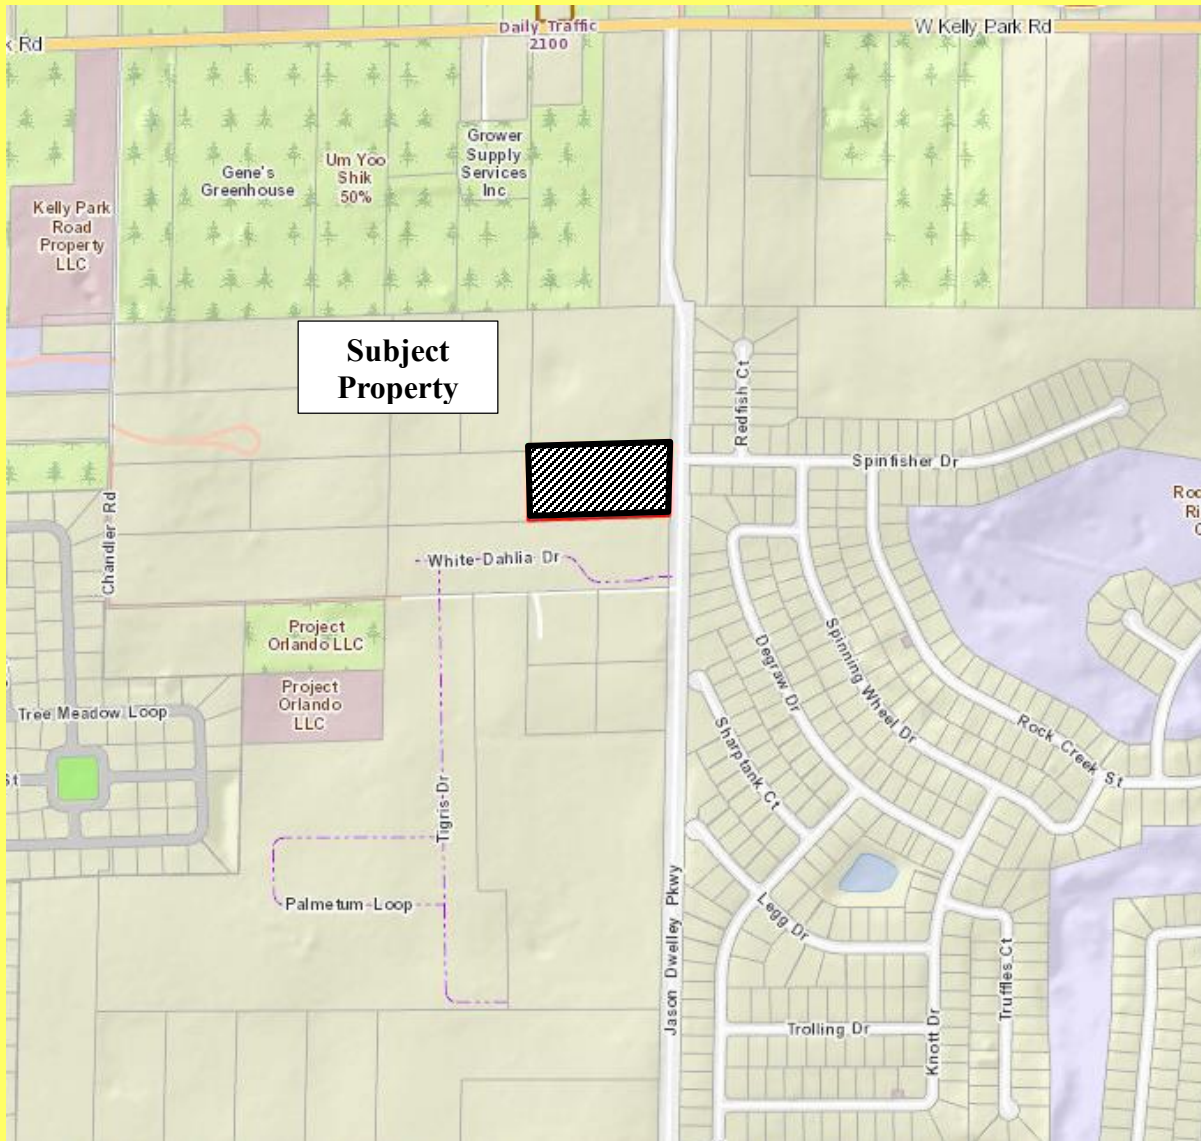 Daily Traffic
2100
W Kelly Park Rd
k Rd
Grower
Supply
Services
Inc
Um Yoo
Shik
50%
Gene's
Greenhouse
Kelly Park
Road
Property
LLC
Subject
Property
Redfish Ct
Spinfisher Dr
Chandler Rd
White Dahlia Dr
Project
Orlando LLC
Project
Orlando
LLC
Tree Meadow Loop
St
Degraw Dr
Spinning Wheel Dr
Rock Creek St
Sharptank Ct
Tigris Dr
Palmetum Loop
Legg Dr
Jason Dwelley Pkwy
Truffles Ct
Trolling Dr
Knott Dr